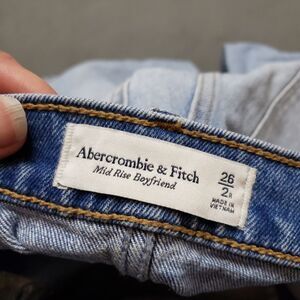 Abercrombie & Fitch
Mid Rise Boyfriend
26
2R
MADE IN
VIETNAM